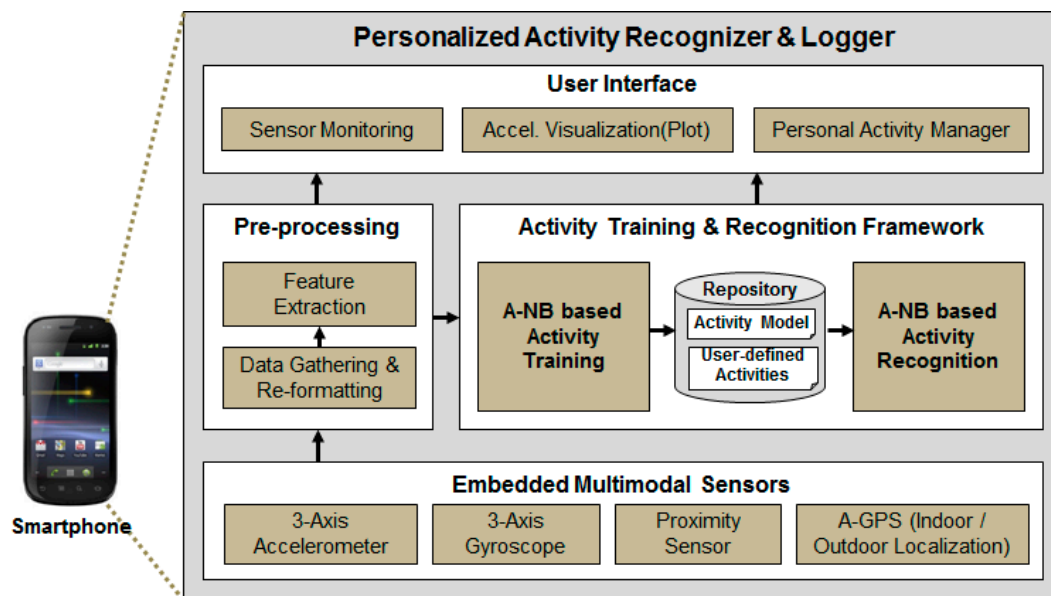 Personalized Activity Recognizer & Logger
User Interface
Sensor Monitoring
Accel. Visualization(Plot)
Personal Activity Manager
Pre-processing
Feature
Extraction
Data Gathering &
Re-formatting
Activity Training & Recognition Framework
A-NB based
Activity
Training
Repository
Activity Model
User-defined
Activities
A-NB based
Activity
Recognition
Embedded Multimodal Sensors
3-Axis
Accelerometer
3-Axis
Gyroscope
Proximity
Sensor
A-GPS (Indoor /
Outdoor Localization)
Smartphone